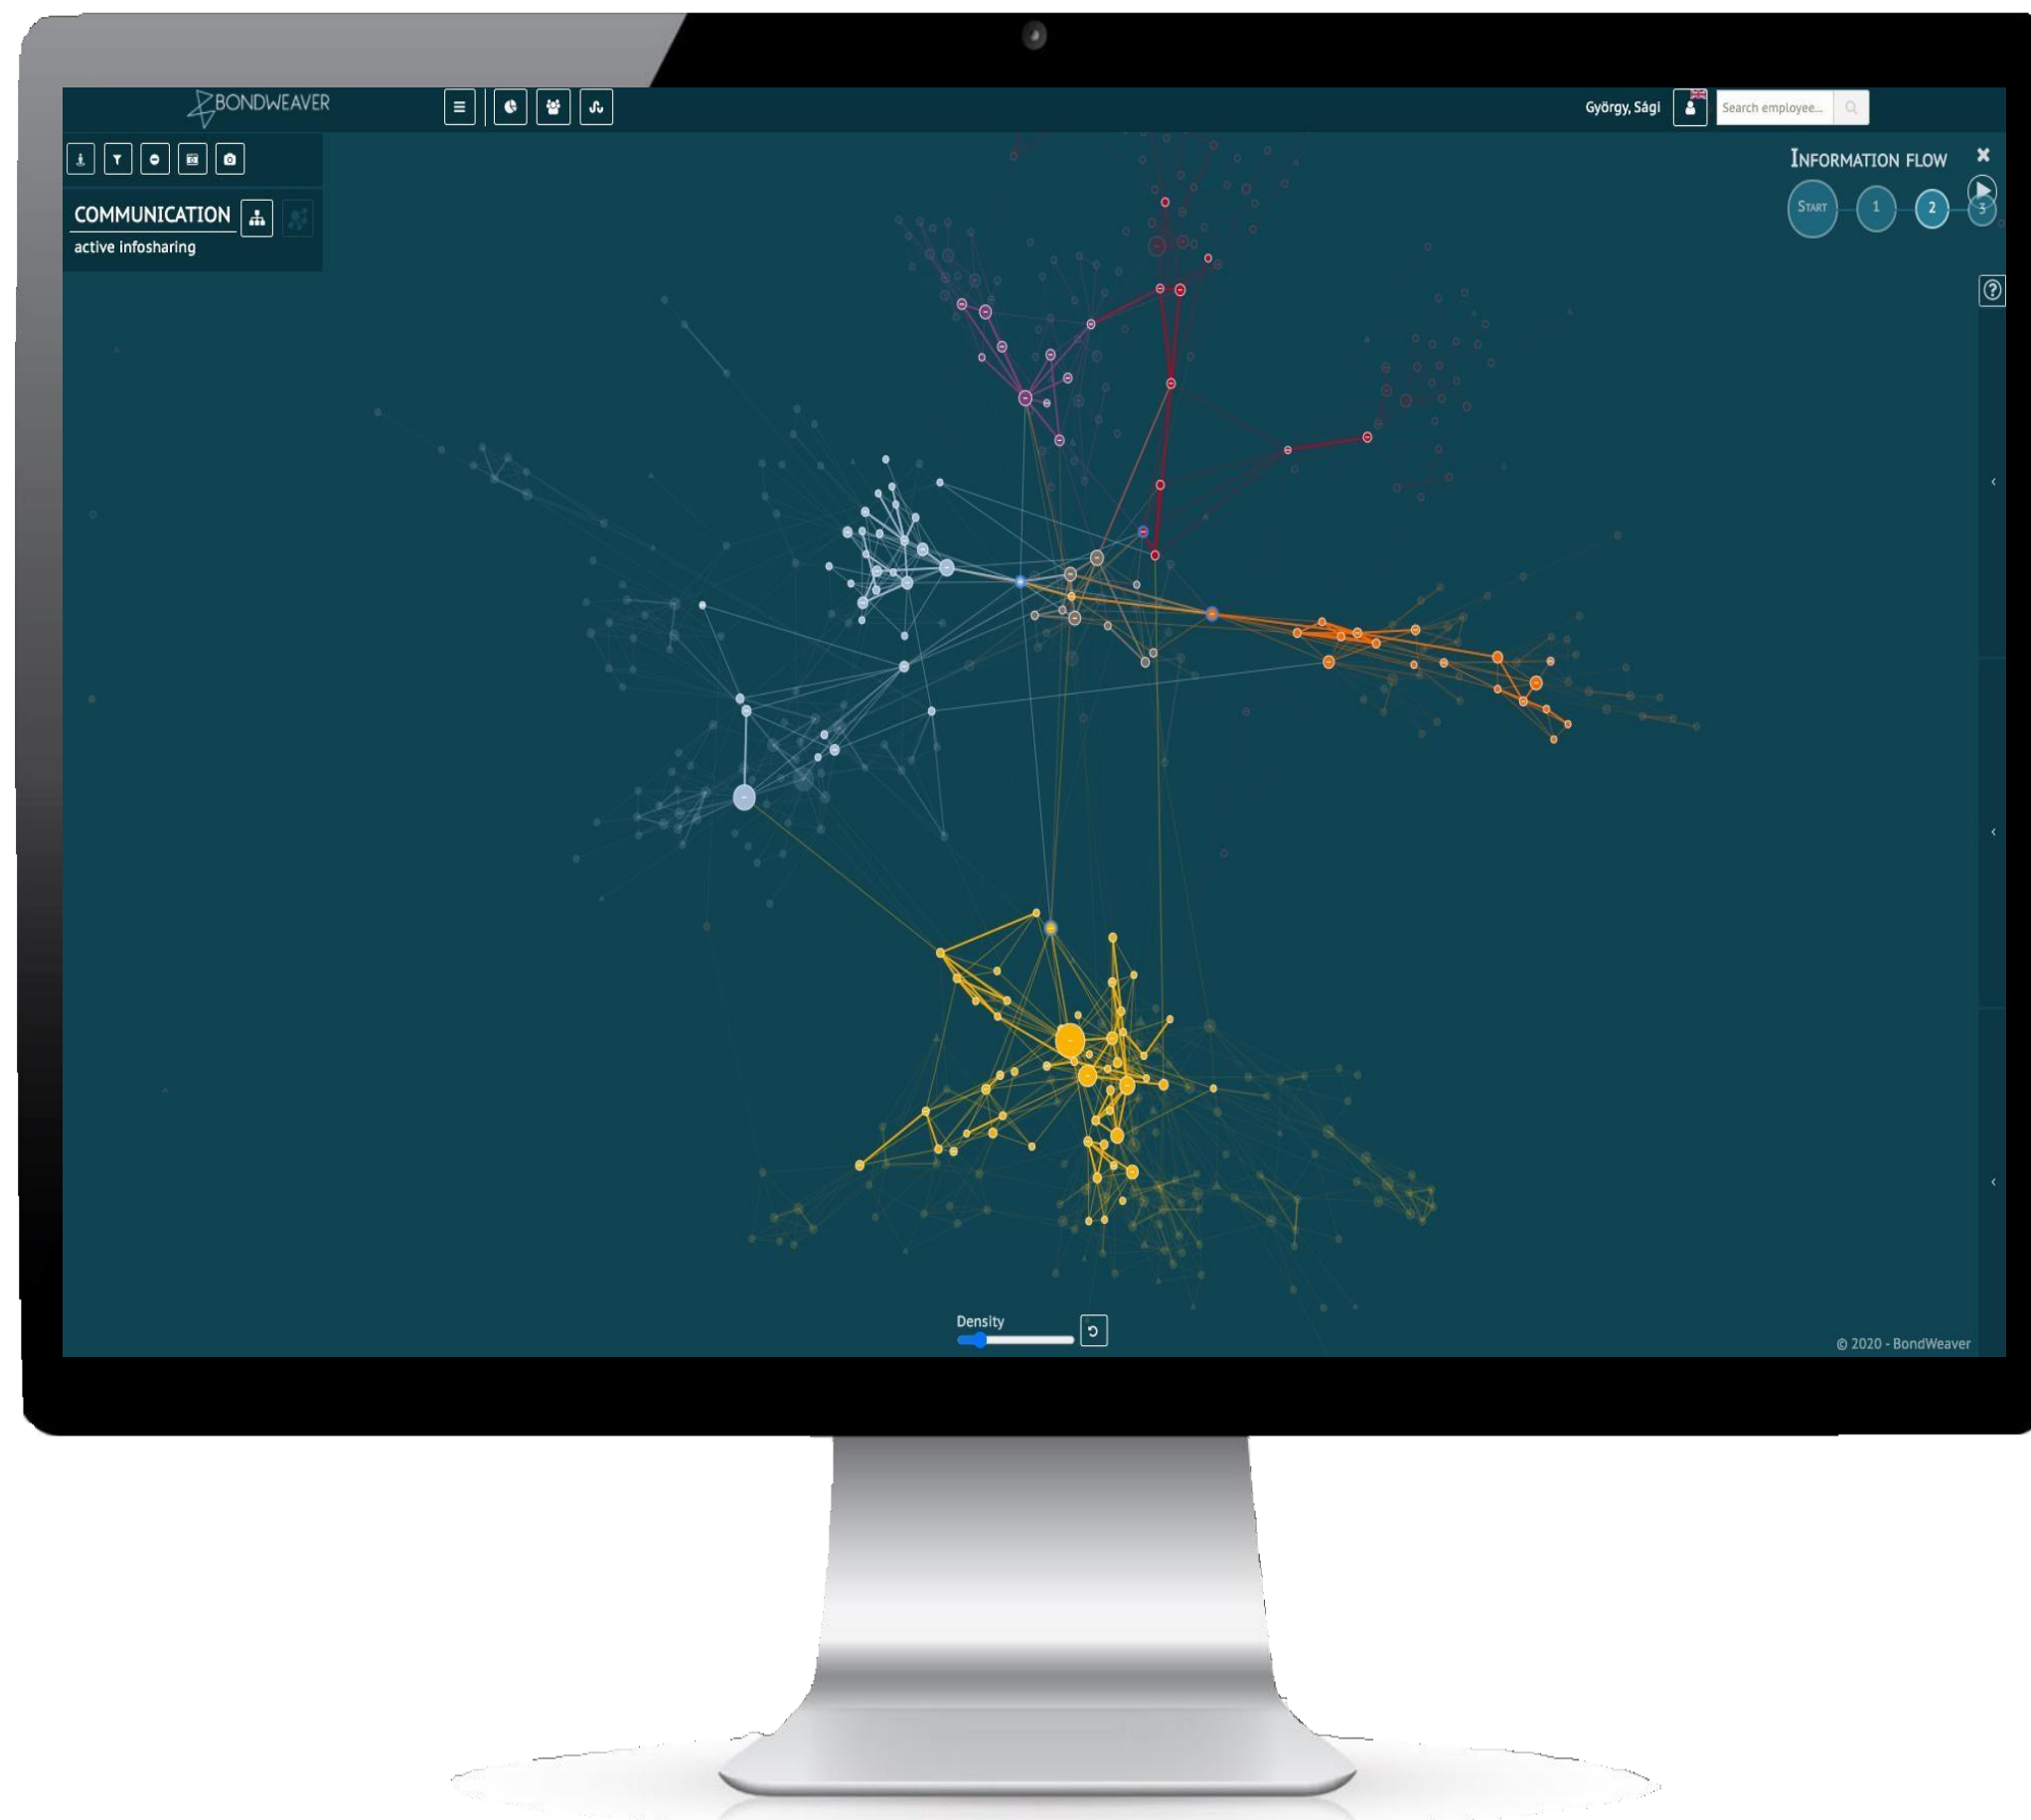 BONDWEAVER
György, Sági
Search employee...
COMMUNICATION
active infosharing
INFORMATION FLOW
START
1
2
3
?
Density
© 2020 - BondWeaver